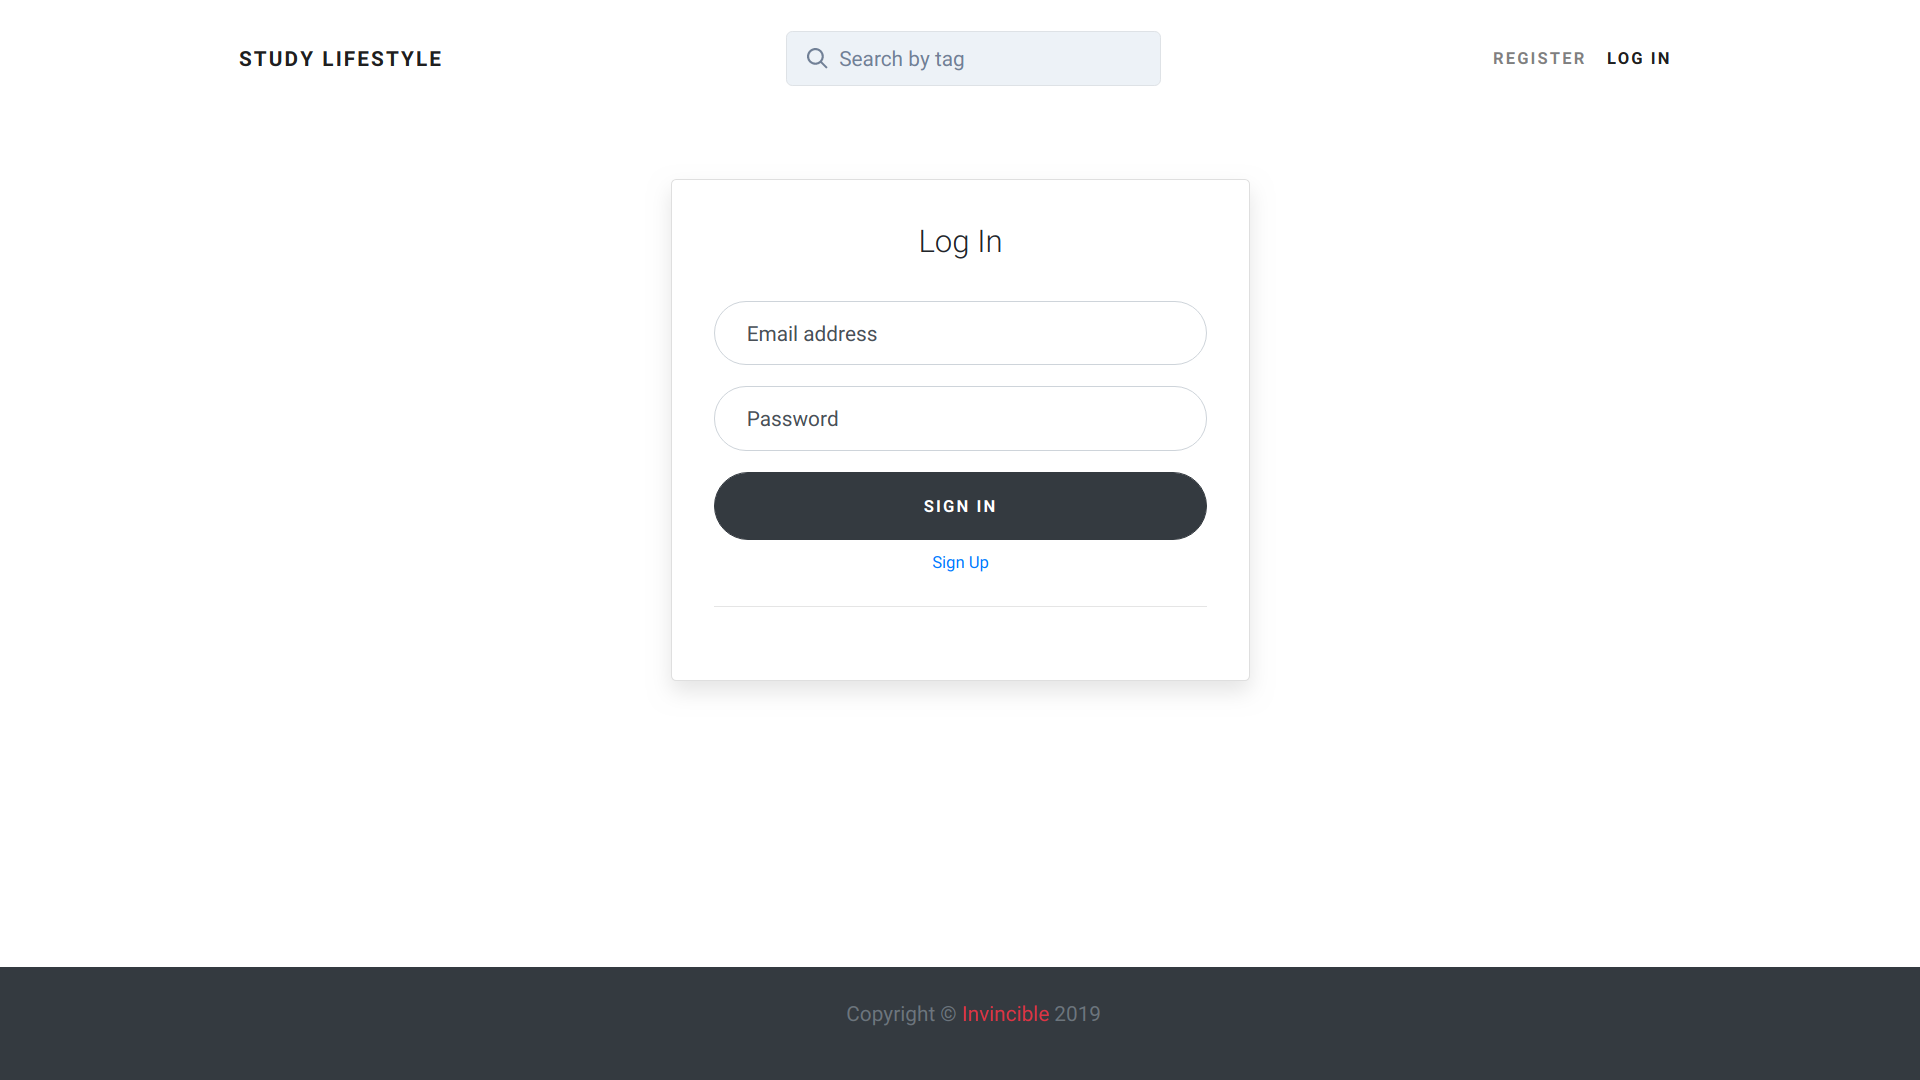 STUDY LIFESTYLE
Search by tag
REGISTER LOG IN
Log In
Email address
Password
SIGN IN
Sign Up
Copyright © Invincible 2019